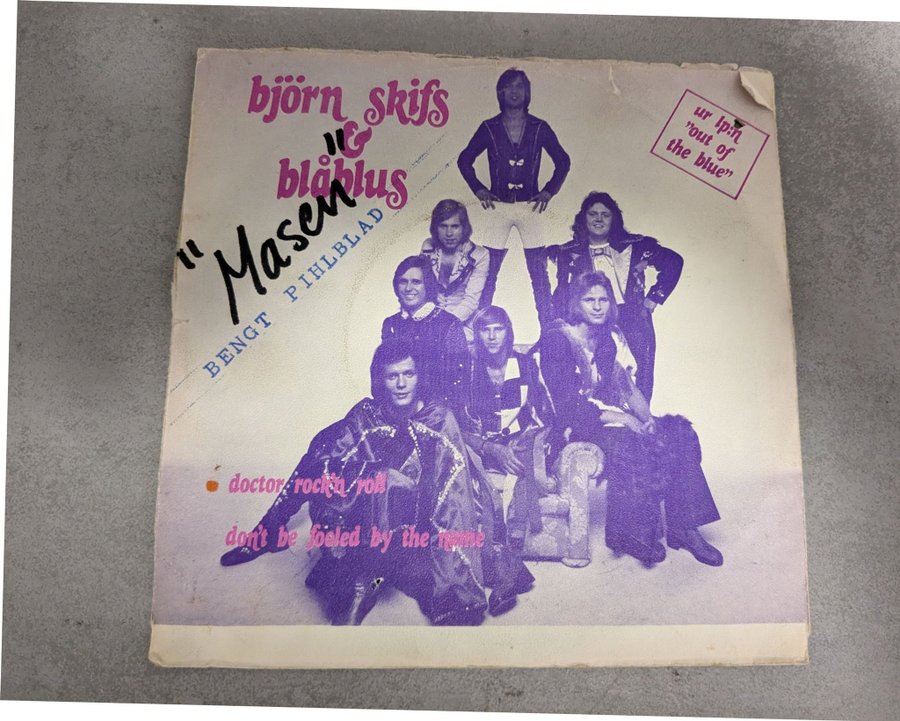 björn skifs
&
blåblus
ur lp:n
"out of
the blue"
"Masen"
BENGT PIHLBLAD
doctor rock'n roll
don't be fooled by the name